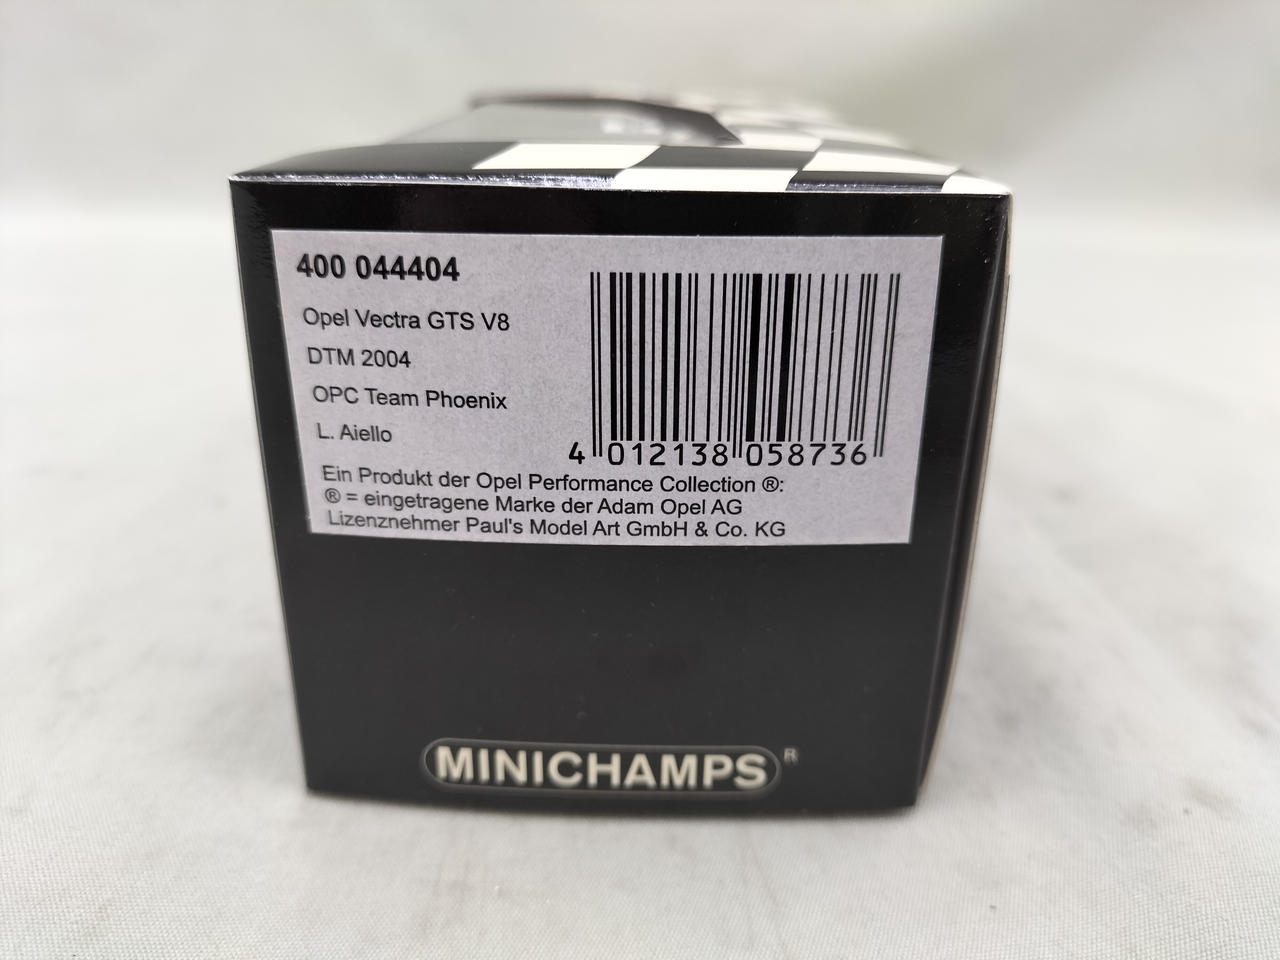 400 044404
Opel Vectra GTS V8
DTM 2004
OPC Team Phoenix
L. Aiello
4 012138 058736
Ein Produkt der Opel Performance Collection ®:
® = eingetragene Marke der Adam Opel AG
Lizenznehmer Paul's Model Art GmbH & Co. KG
MINICHAMPS ®